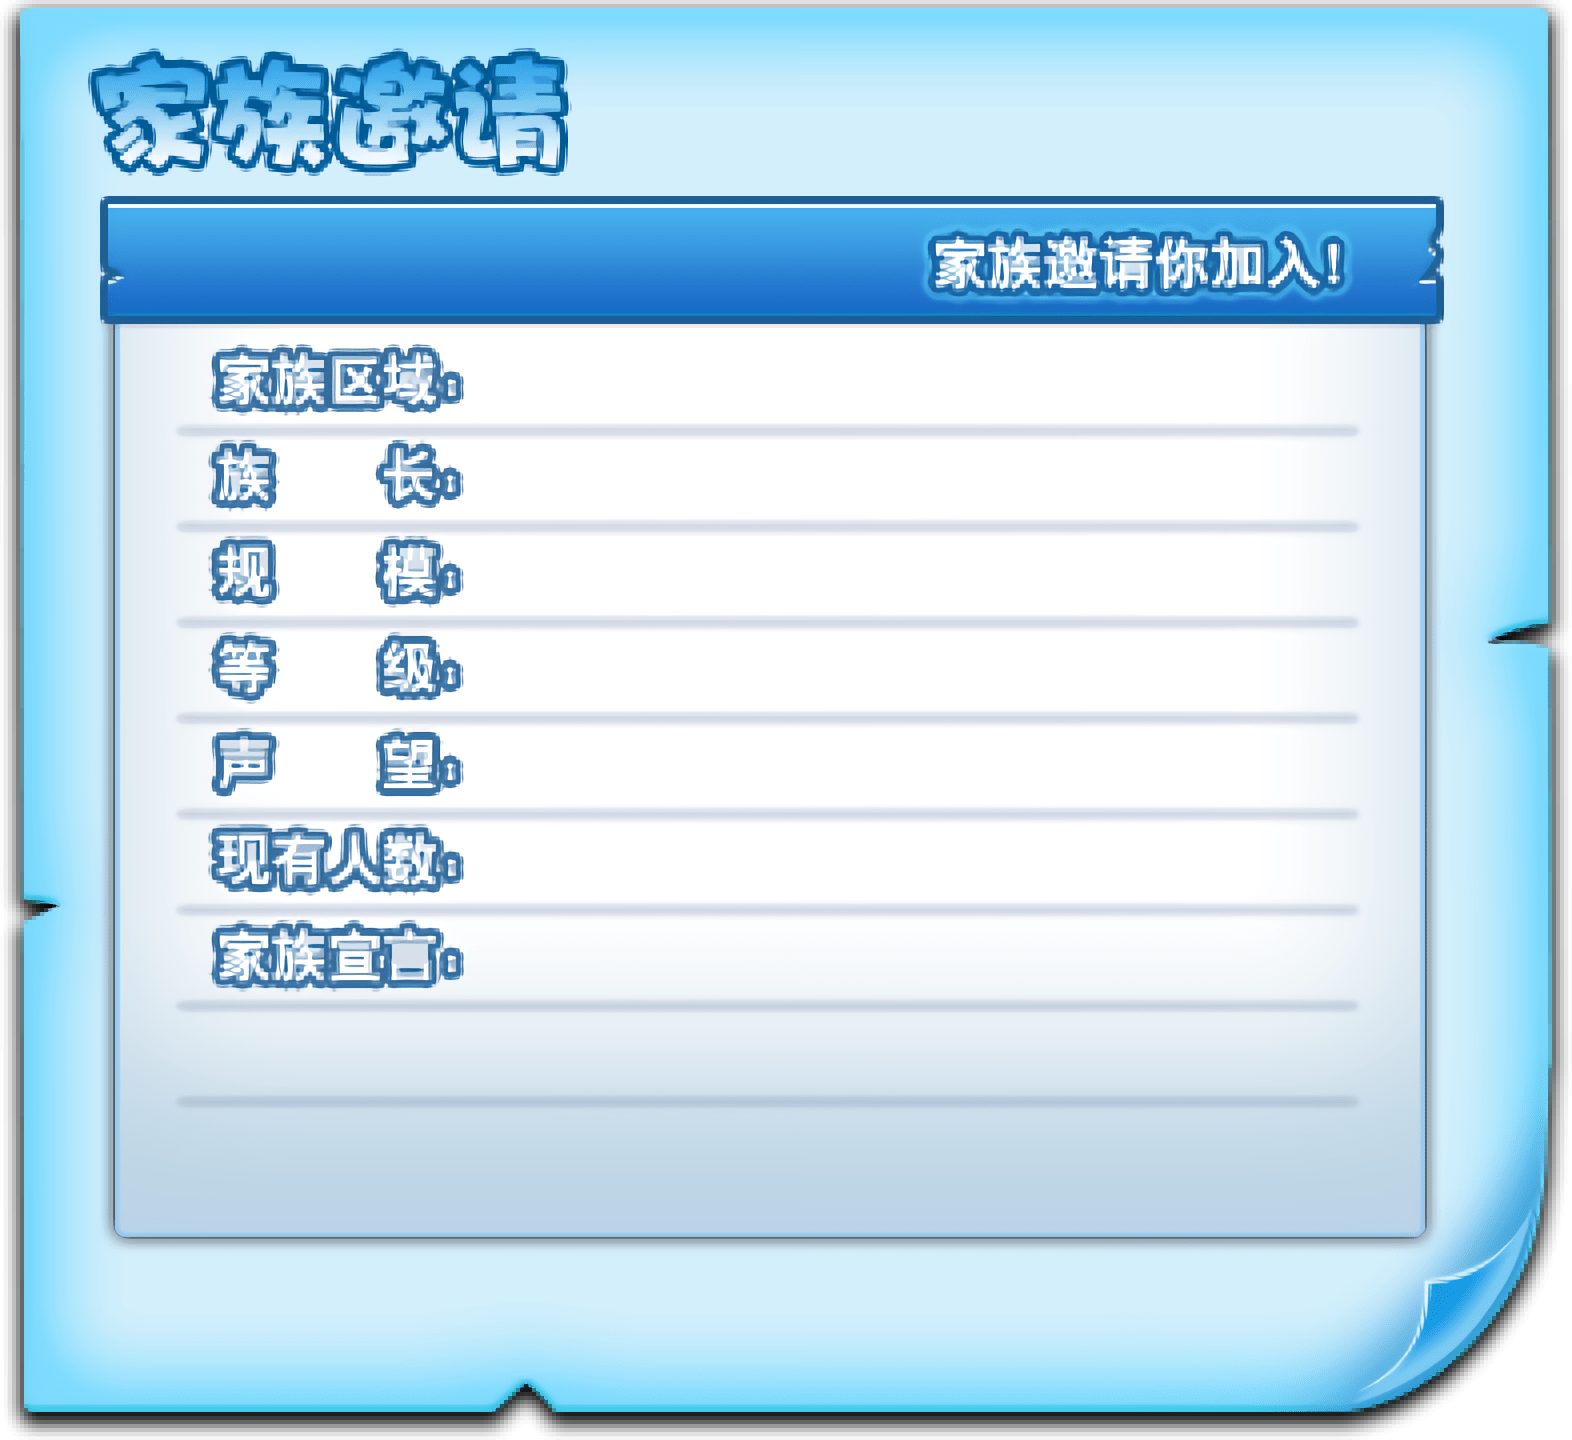 家族邀请
家族邀请你加入!
家族区域:
族 长:
规 模:
等 级:
声 望:
现有人数:
家族宣言: